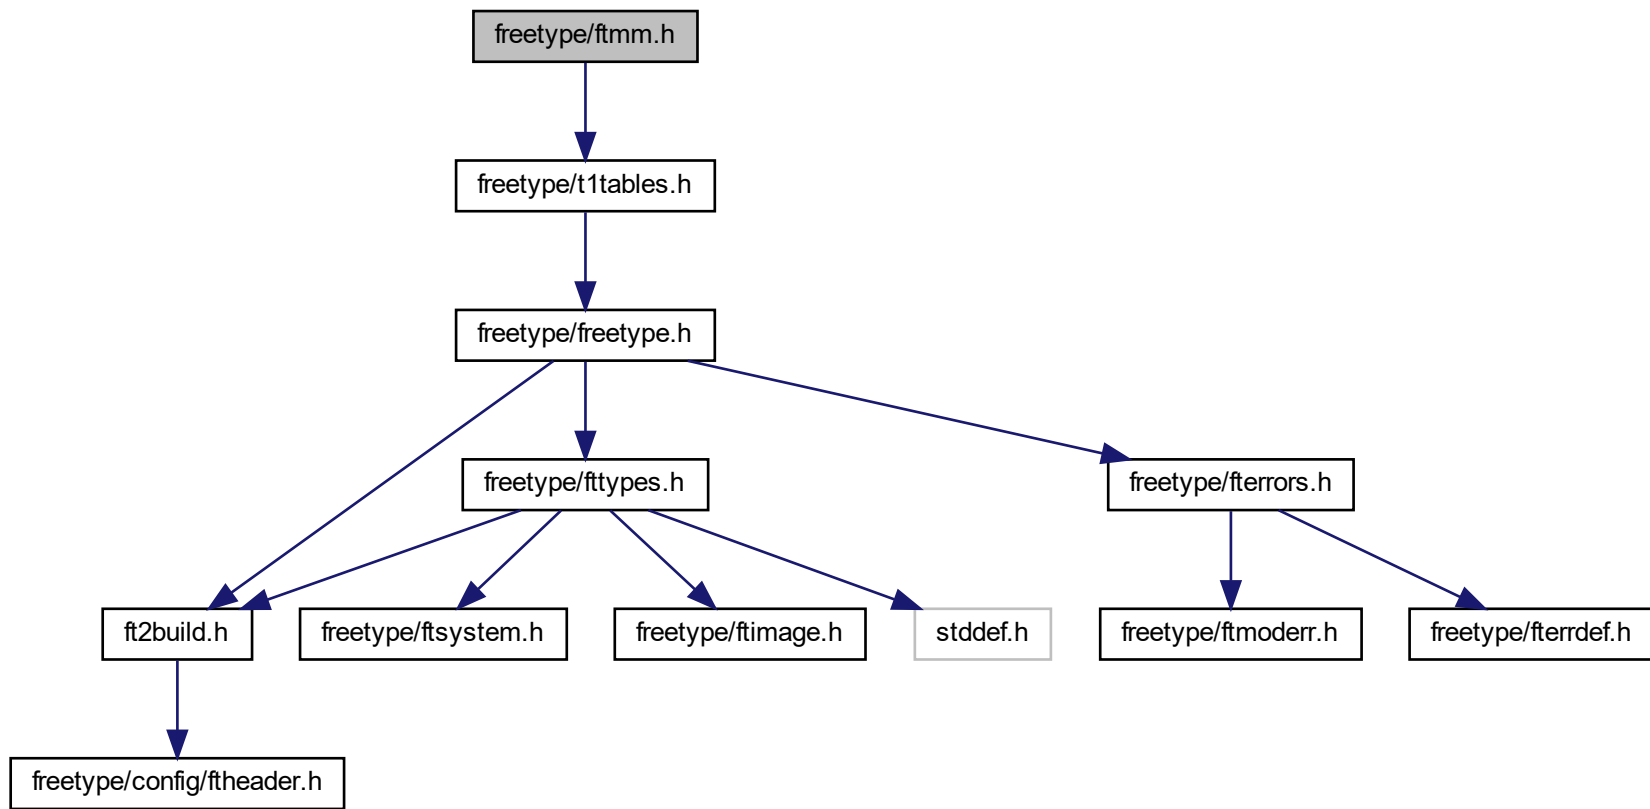 freetype/ftmm.h
freetype/t1tables.h
freetype/freetype.h
freetype/fttypes.h
freetype/fterrors.h
ft2build.h
freetype/ftsystem.h
freetype/ftimage.h
stddef.h
freetype/ftmoderr.h
freetype/fterrdef.h
freetype/config/ftheader.h